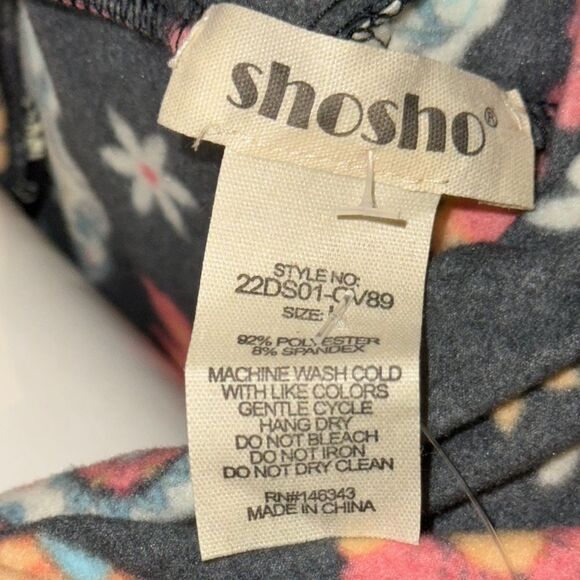 shosho®
STYLE NO:
22DS01-CV89
SIZE:
92% POLYESTER
8% SPANDEX
MACHINE WASH COLD
WITH LIKE COLORS
GENTLE CYCLE
HANG DRY
DO NOT BLEACH
DO NOT IRON
DO NOT DRY CLEAN
RN#146343
MADE IN CHINA